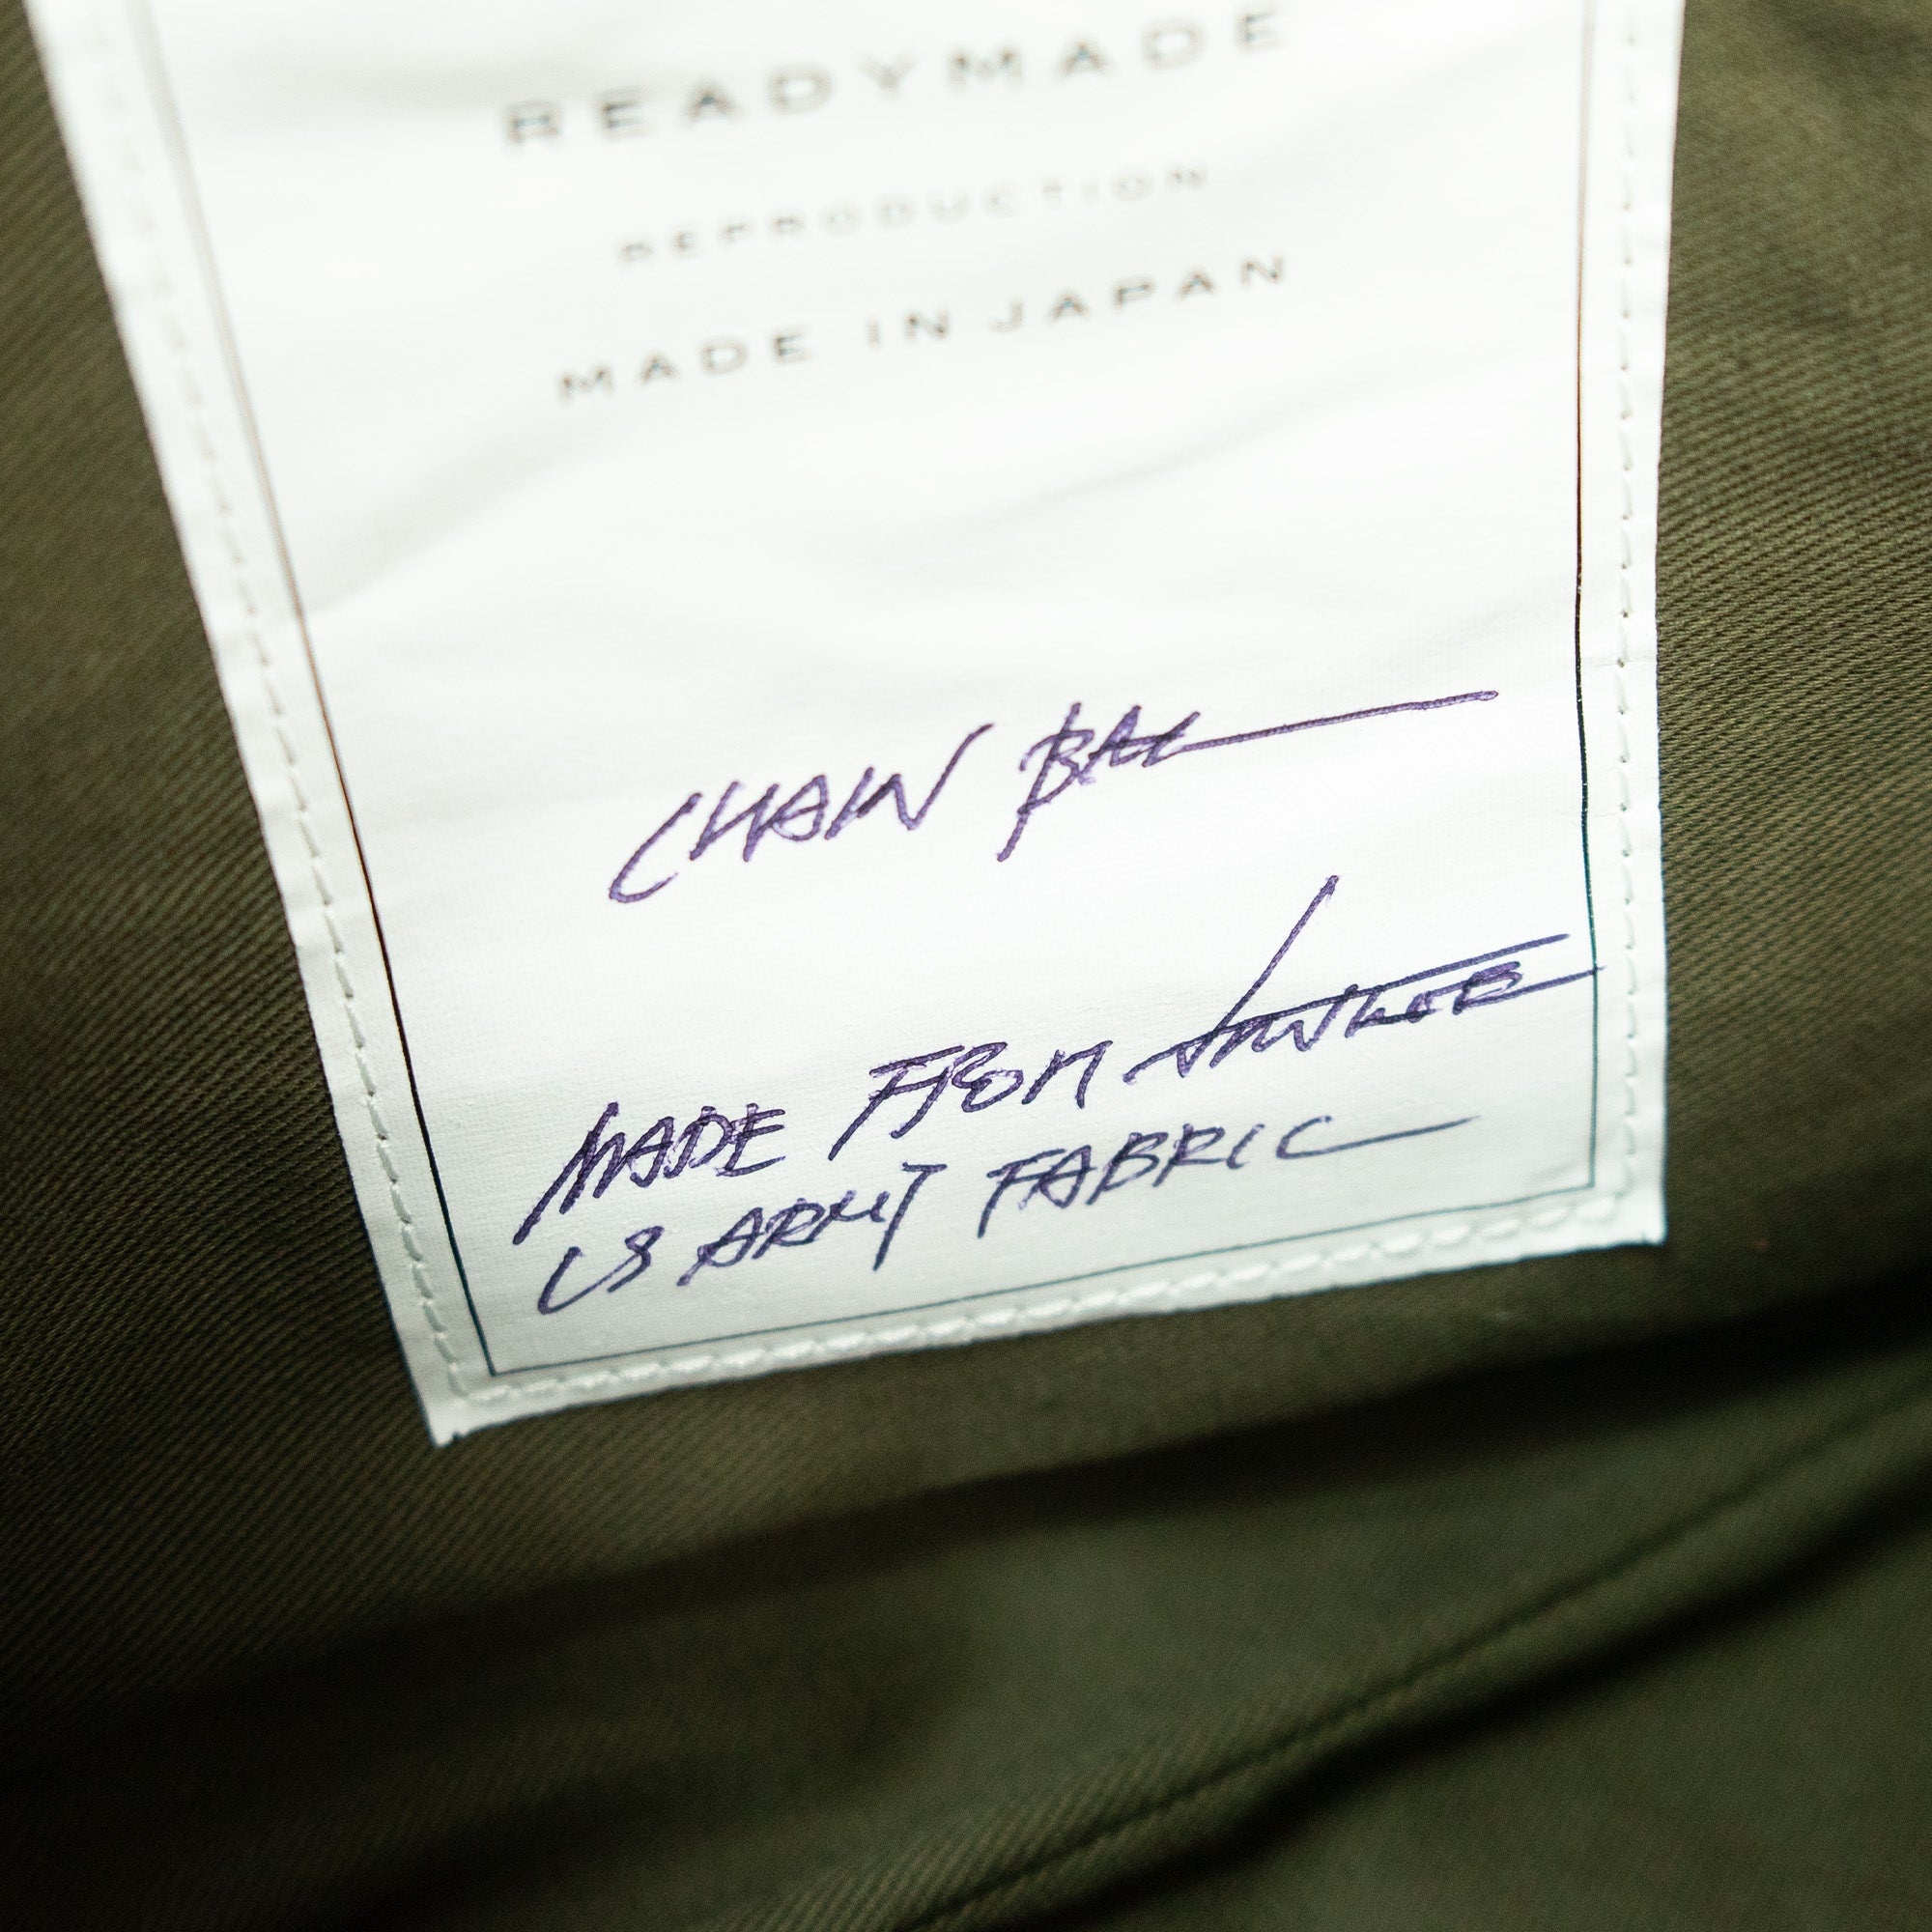 READYMADE
REPRODUCTION
MADE IN JAPAN
CHAIN BAG
MADE FROM VINTAGE
US ARMY FABRIC